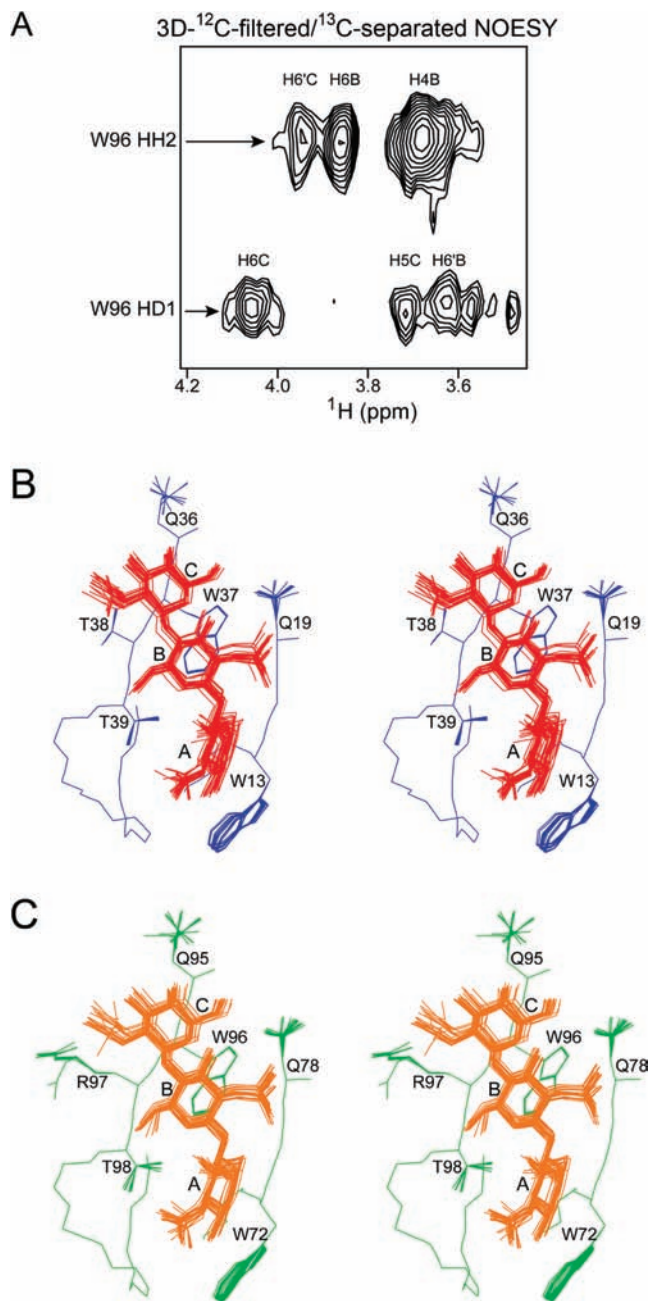 A
3D-¹²C-filtered/¹³C-separated NOESY
H6'C H6B H4B
W96 HH2
H6C H5C H6'B
W96 HD1
4.2 4.0 3.8 3.6
¹H (ppm)
B
Q36 Q36
C C
W37 W37
T38 Q19 T38 Q19
B B
T39 T39
A A
W13 W13
C
Q95 Q95
C C
W96 W96
R97 Q78 R97 Q78
B B
T98 T98
A A
W72 W72